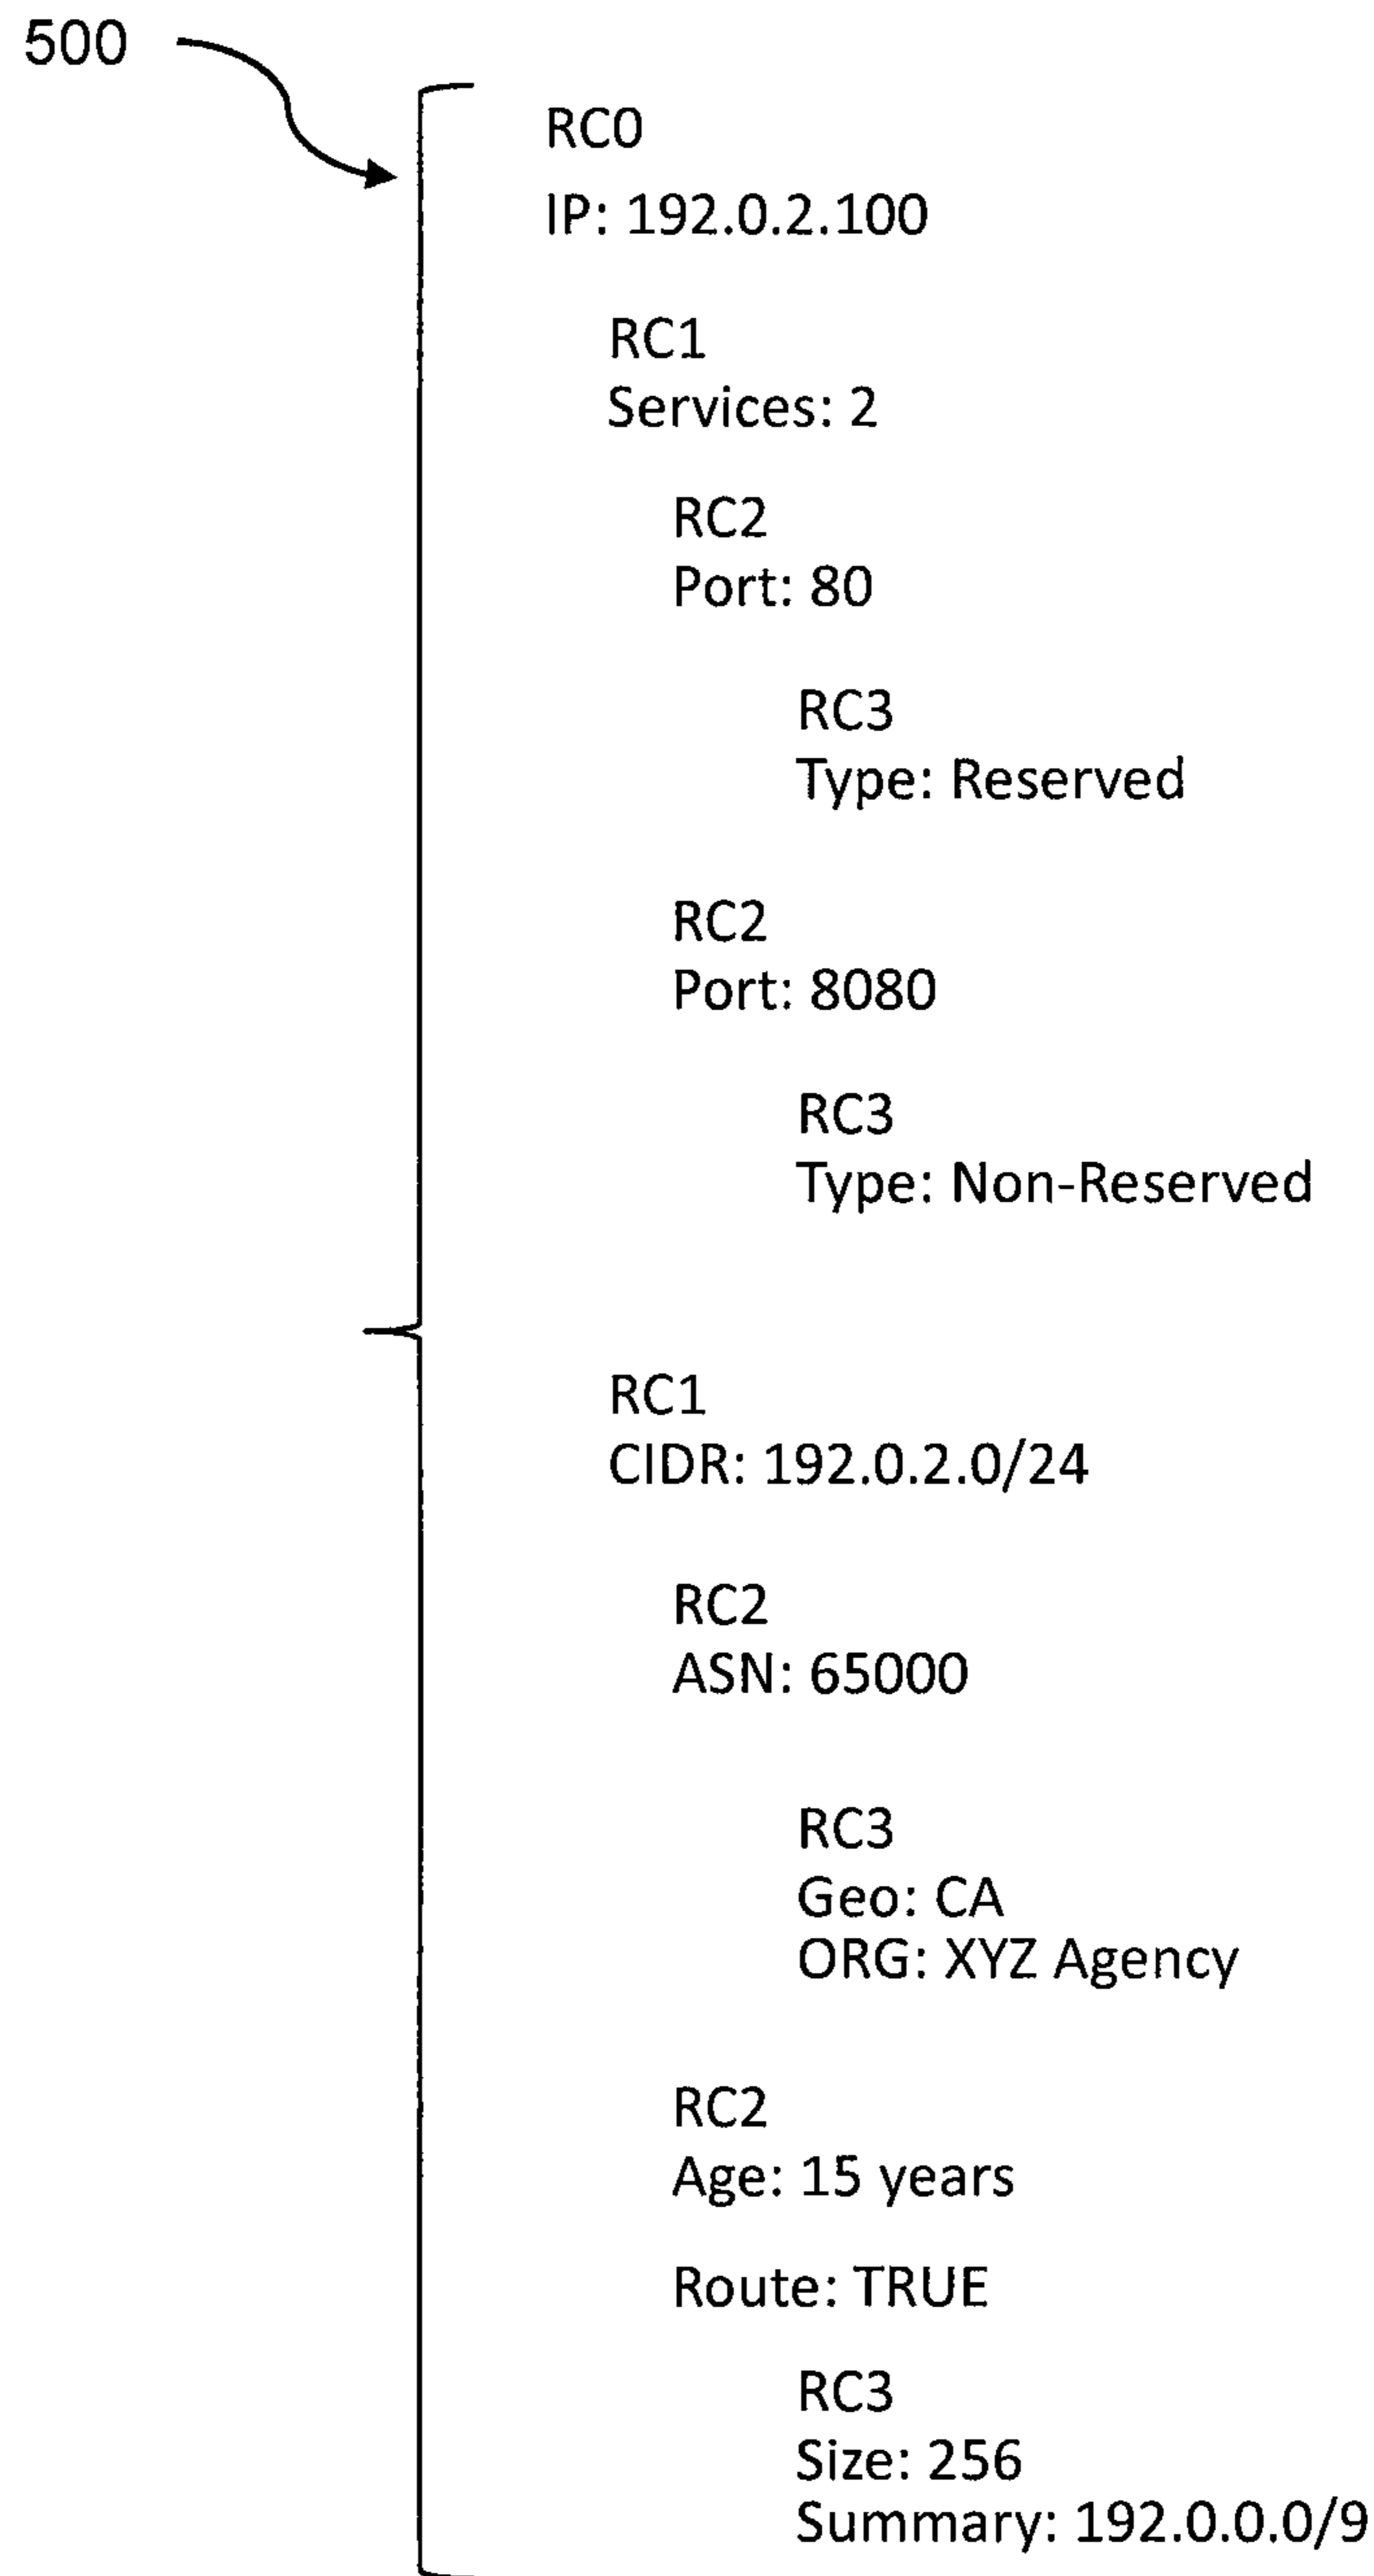 500
RC0
IP: 192.0.2.100
RC1
Services: 2
RC2
Port: 80
RC3
Type: Reserved
RC2
Port: 8080
RC3
Type: Non-Reserved
RC1
CIDR: 192.0.2.0/24
RC2
ASN: 65000
RC3
Geo: CA
ORG: XYZ Agency
RC2
Age: 15 years
Route: TRUE
RC3
Size: 256
Summary: 192.0.0.0/9